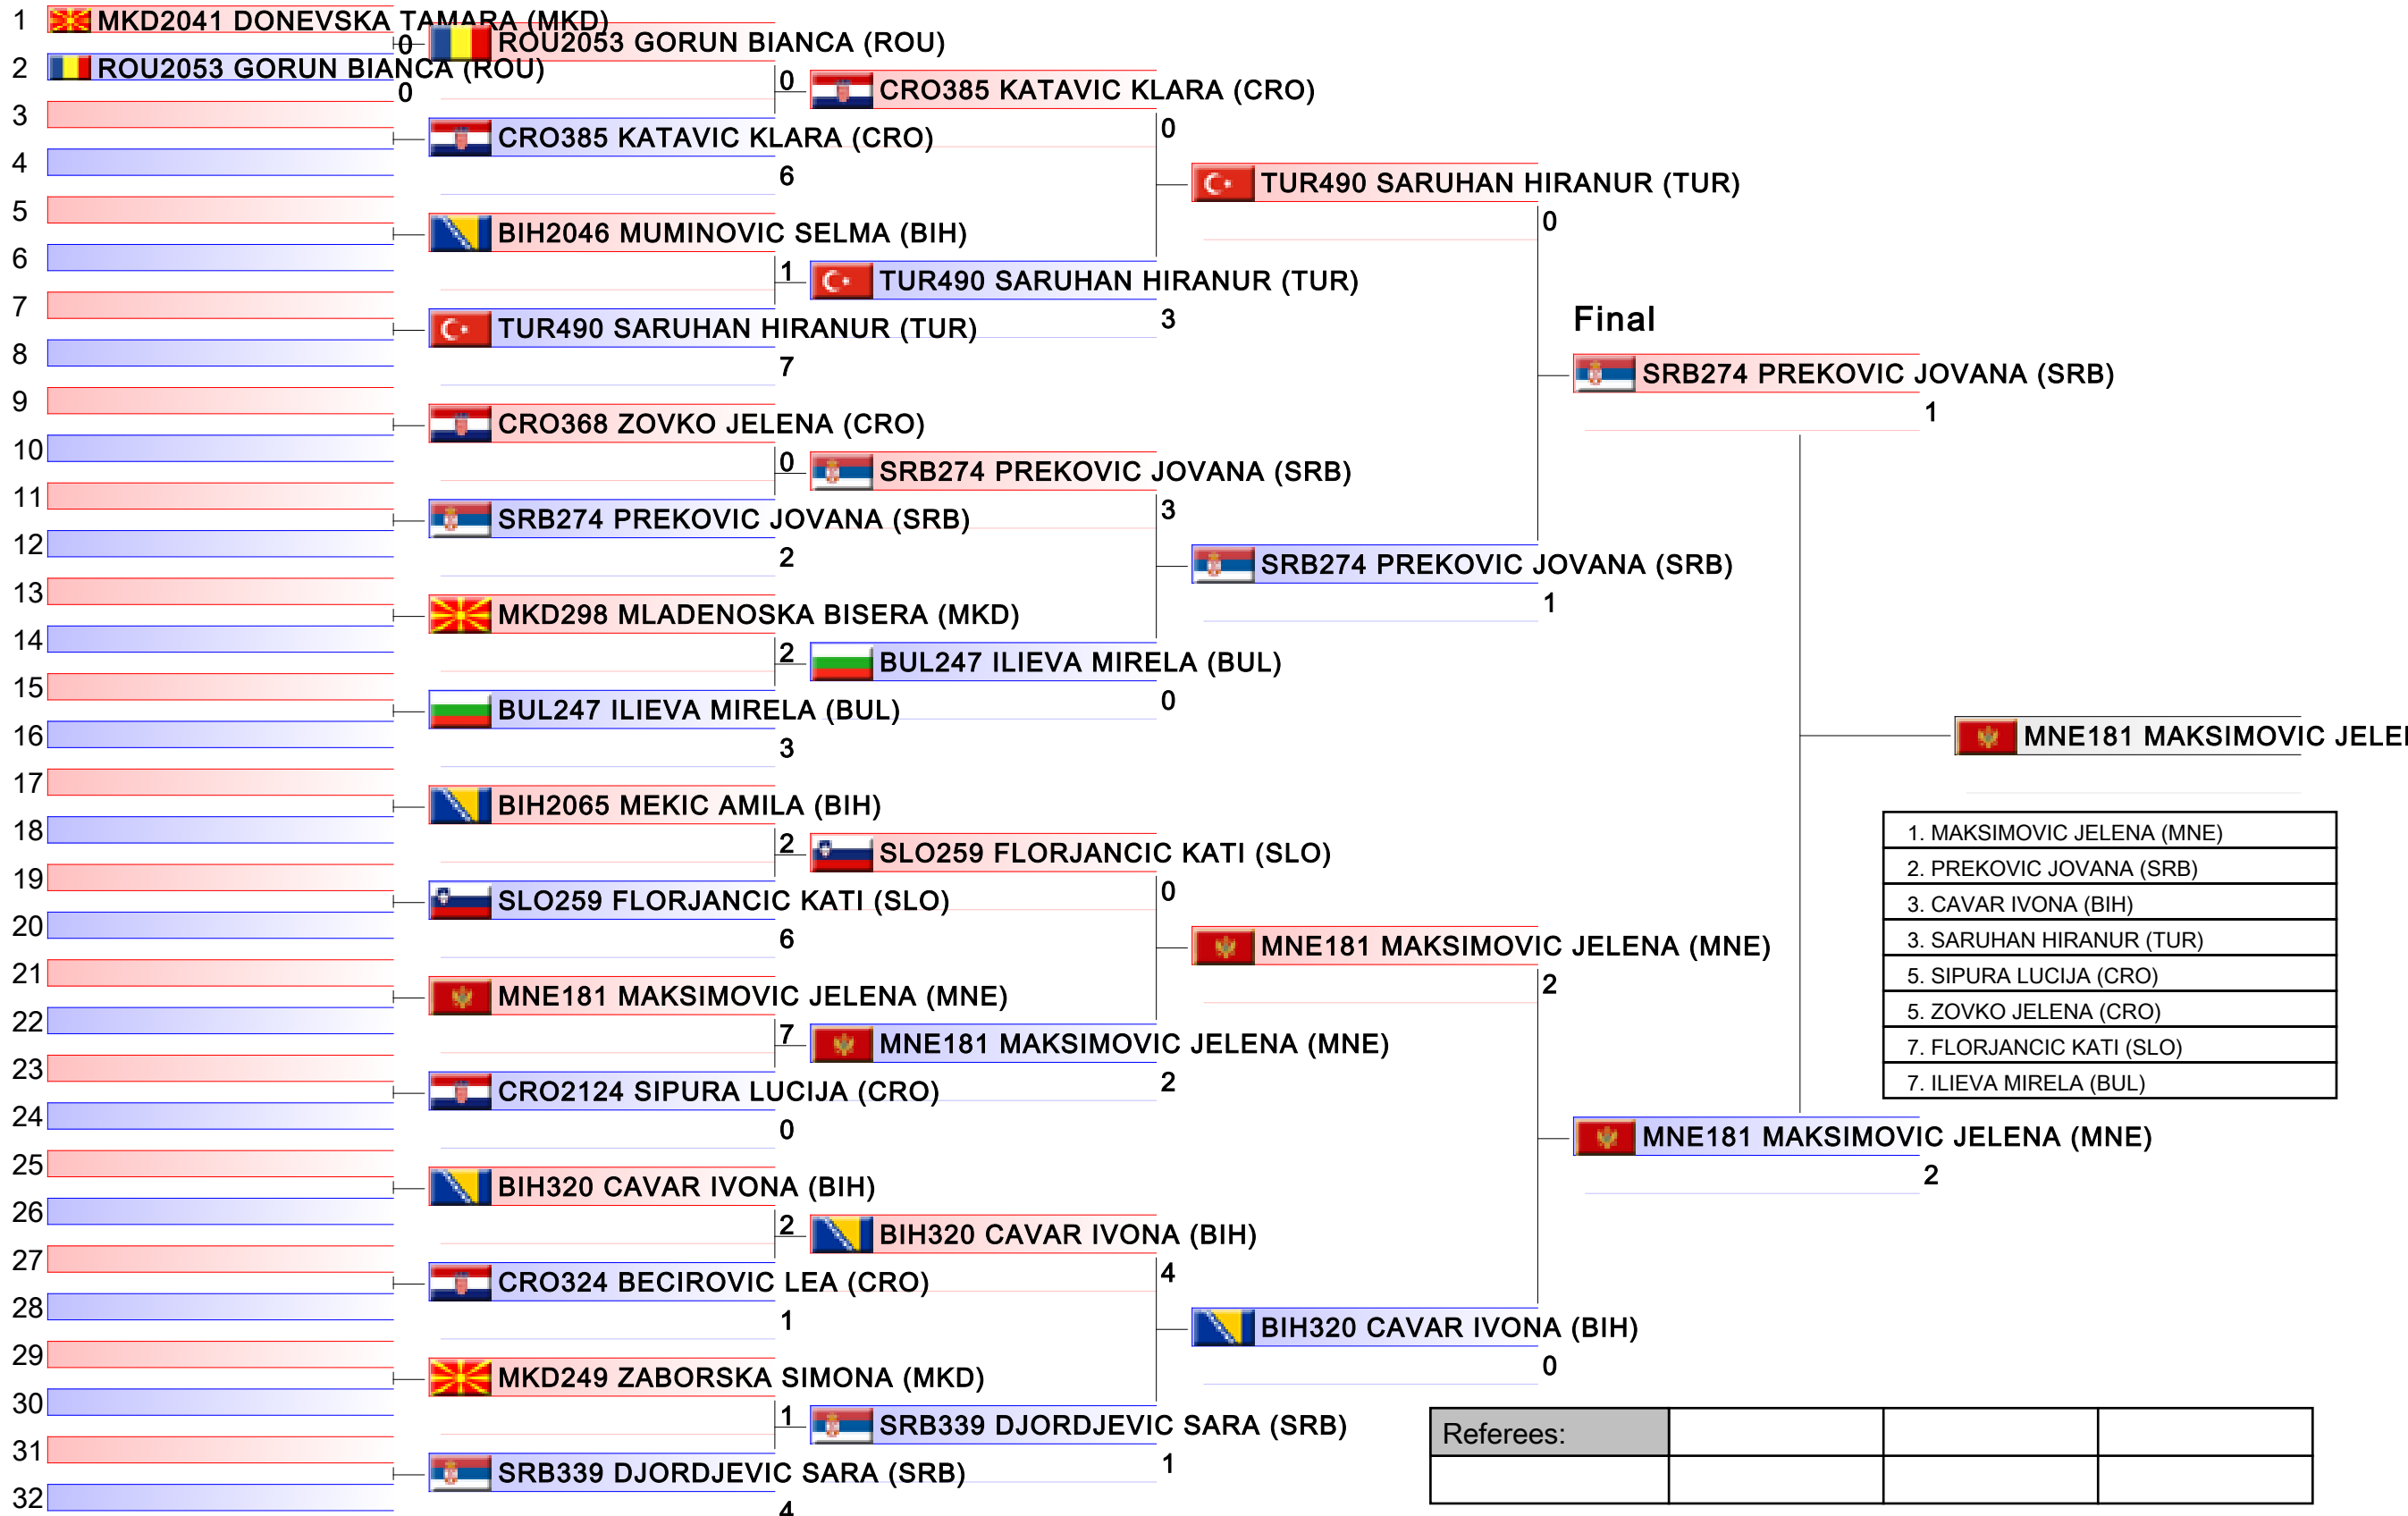 1 MKD2041 DONEVSKA TAMARA (MKD)
0
2 ROU2053 GORUN BIANCA (ROU)
0
3
4
5
6
7
8
9
10
11
12
13
14
15
16
17
18
19
20
21
22
23
24
25
26
27
28
29
30
31
32
ROU2053 GORUN BIANCA (ROU)
0
CRO385 KATAVIC KLARA (CRO)
6
BIH2046 MUMINOVIC SELMA (BIH)
1
TUR490 SARUHAN HIRANUR (TUR)
7
CRO368 ZOVKO JELENA (CRO)
0
SRB274 PREKOVIC JOVANA (SRB)
2
MKD298 MLADENOSKA BISERA (MKD)
2
BUL247 ILIEVA MIRELA (BUL)
3
BIH2065 MEKIC AMILA (BIH)
2
SLO259 FLORJANCIC KATI (SLO)
6
MNE181 MAKSIMOVIC JELENA (MNE)
7
CRO2124 SIPURA LUCIJA (CRO)
0
BIH320 CAVAR IVONA (BIH)
2
CRO324 BECIROVIC LEA (CRO)
1
MKD249 ZABORSKA SIMONA (MKD)
1
SRB339 DJORDJEVIC SARA (SRB)
4
CRO385 KATAVIC KLARA (CRO)
0
TUR490 SARUHAN HIRANUR (TUR)
3
SRB274 PREKOVIC JOVANA (SRB)
3
BUL247 ILIEVA MIRELA (BUL)
0
SLO259 FLORJANCIC KATI (SLO)
0
MNE181 MAKSIMOVIC JELENA (MNE)
2
BIH320 CAVAR IVONA (BIH)
4
SRB339 DJORDJEVIC SARA (SRB)
1
TUR490 SARUHAN HIRANUR (TUR)
0
SRB274 PREKOVIC JOVANA (SRB)
1
MNE181 MAKSIMOVIC JELENA (MNE)
2
BIH320 CAVAR IVONA (BIH)
0
Final
SRB274 PREKOVIC JOVANA (SRB)
1
MNE181 MAKSIMOVIC JELENA (MNE)
2
MNE181 MAKSIMOVIC
1. MAKSIMOVIC JELENA (MNE)
2. PREKOVIC JOVANA (SRB)
3. CAVAR IVONA (BIH)
3. SARUHAN HIRANUR (TUR)
5. SIPURA LUCIJA (CRO)
5. ZOVKO JELENA (CRO)
7. FLORJANCIC KATI (SLO)
7. ILIEVA MIRELA (BUL)
Referees: